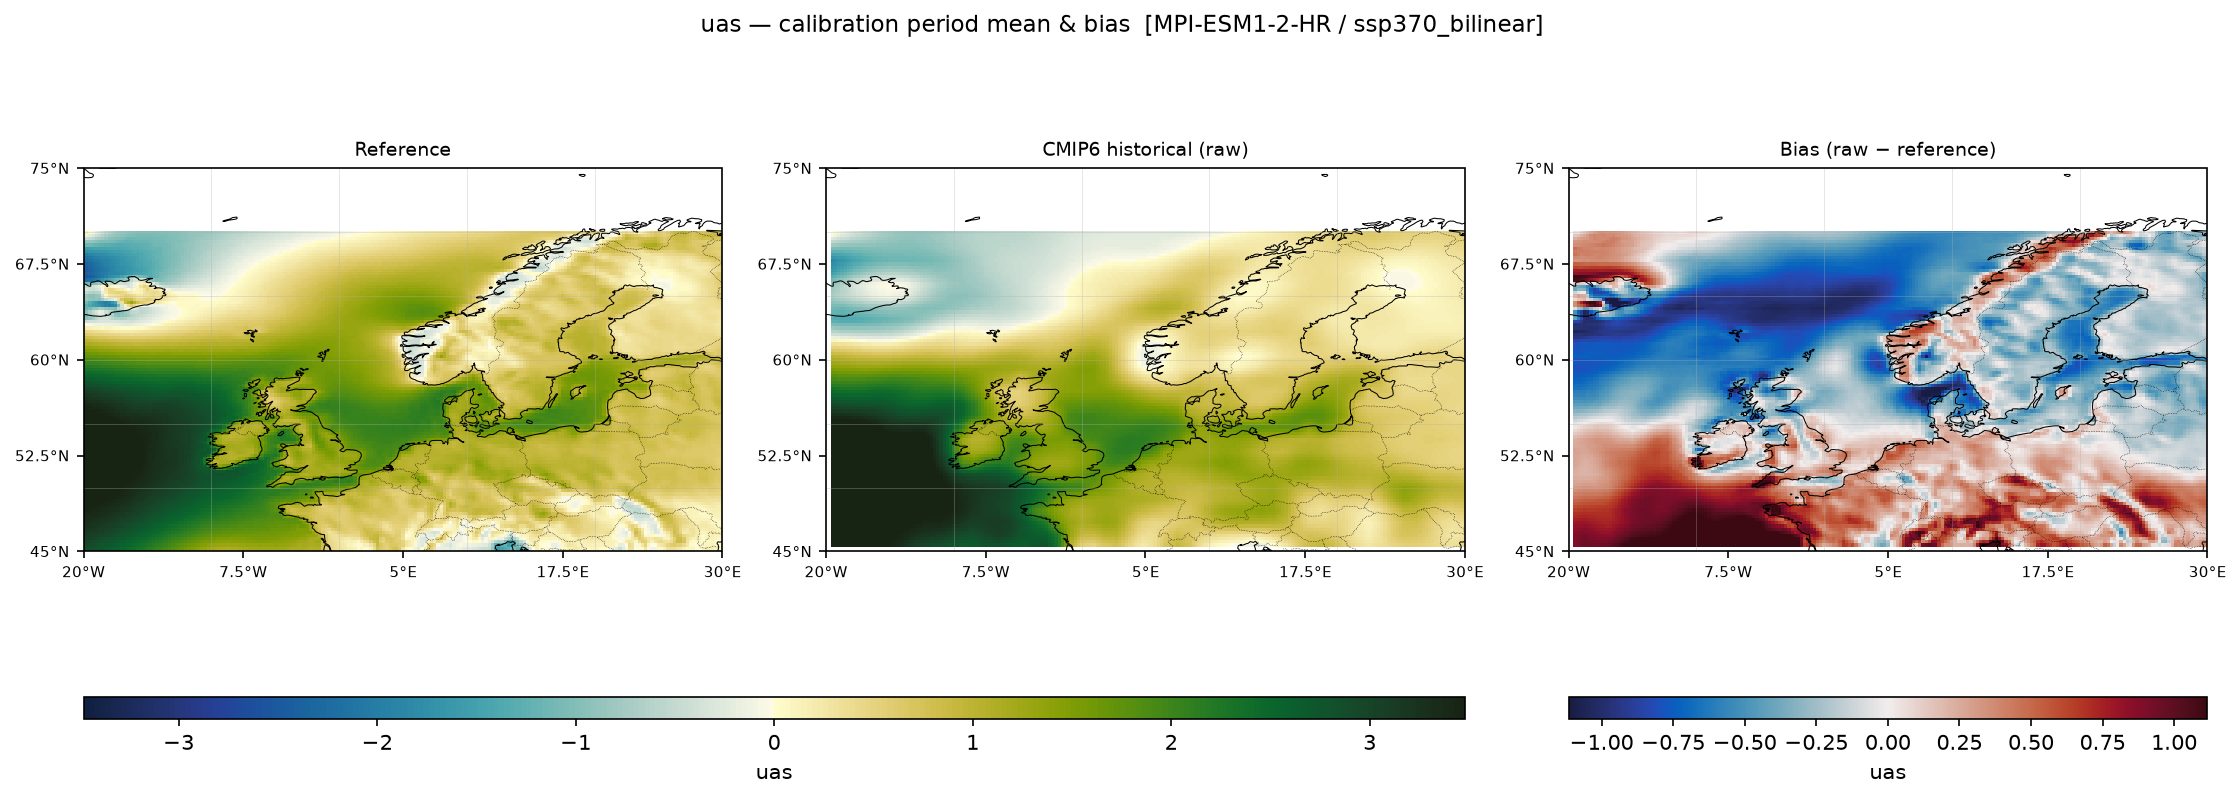 uas — calibration period mean & bias  [MPI-ESM1-2-HR / ssp370_bilinear]
Reference
75°N
67.5°N
60°N
52.5°N
45°N
20°W 7.5°W 5°E 17.5°E 30°E
CMIP6 historical (raw)
75°N
67.5°N
60°N
52.5°N
45°N
20°W 7.5°W 5°E 17.5°E 30°E
Bias (raw − reference)
75°N
67.5°N
60°N
52.5°N
45°N
20°W 7.5°W 5°E 17.5°E 30°E
−3 −2 −1 0 1 2 3
uas
−1.00 −0.75 −0.50 −0.25 0.00 0.25 0.50 0.75 1.00
uas